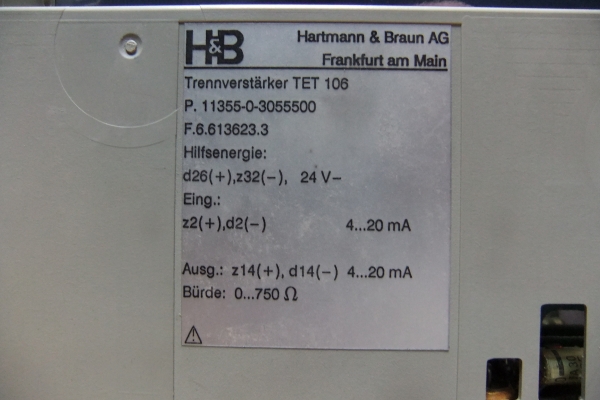 H&B
Hartmann & Braun AG
Frankfurt am Main
Trennverstärker TET 106
P. 11355-0-3055500
F.6.613623.3
Hilfsenergie:
d26(+),z32(-), 24 V-
Eing.:
z2(+),d2(-) 4...20 mA
Ausg.: z14(+), d14(-) 4...20 mA
Bürde: 0...750 Ω